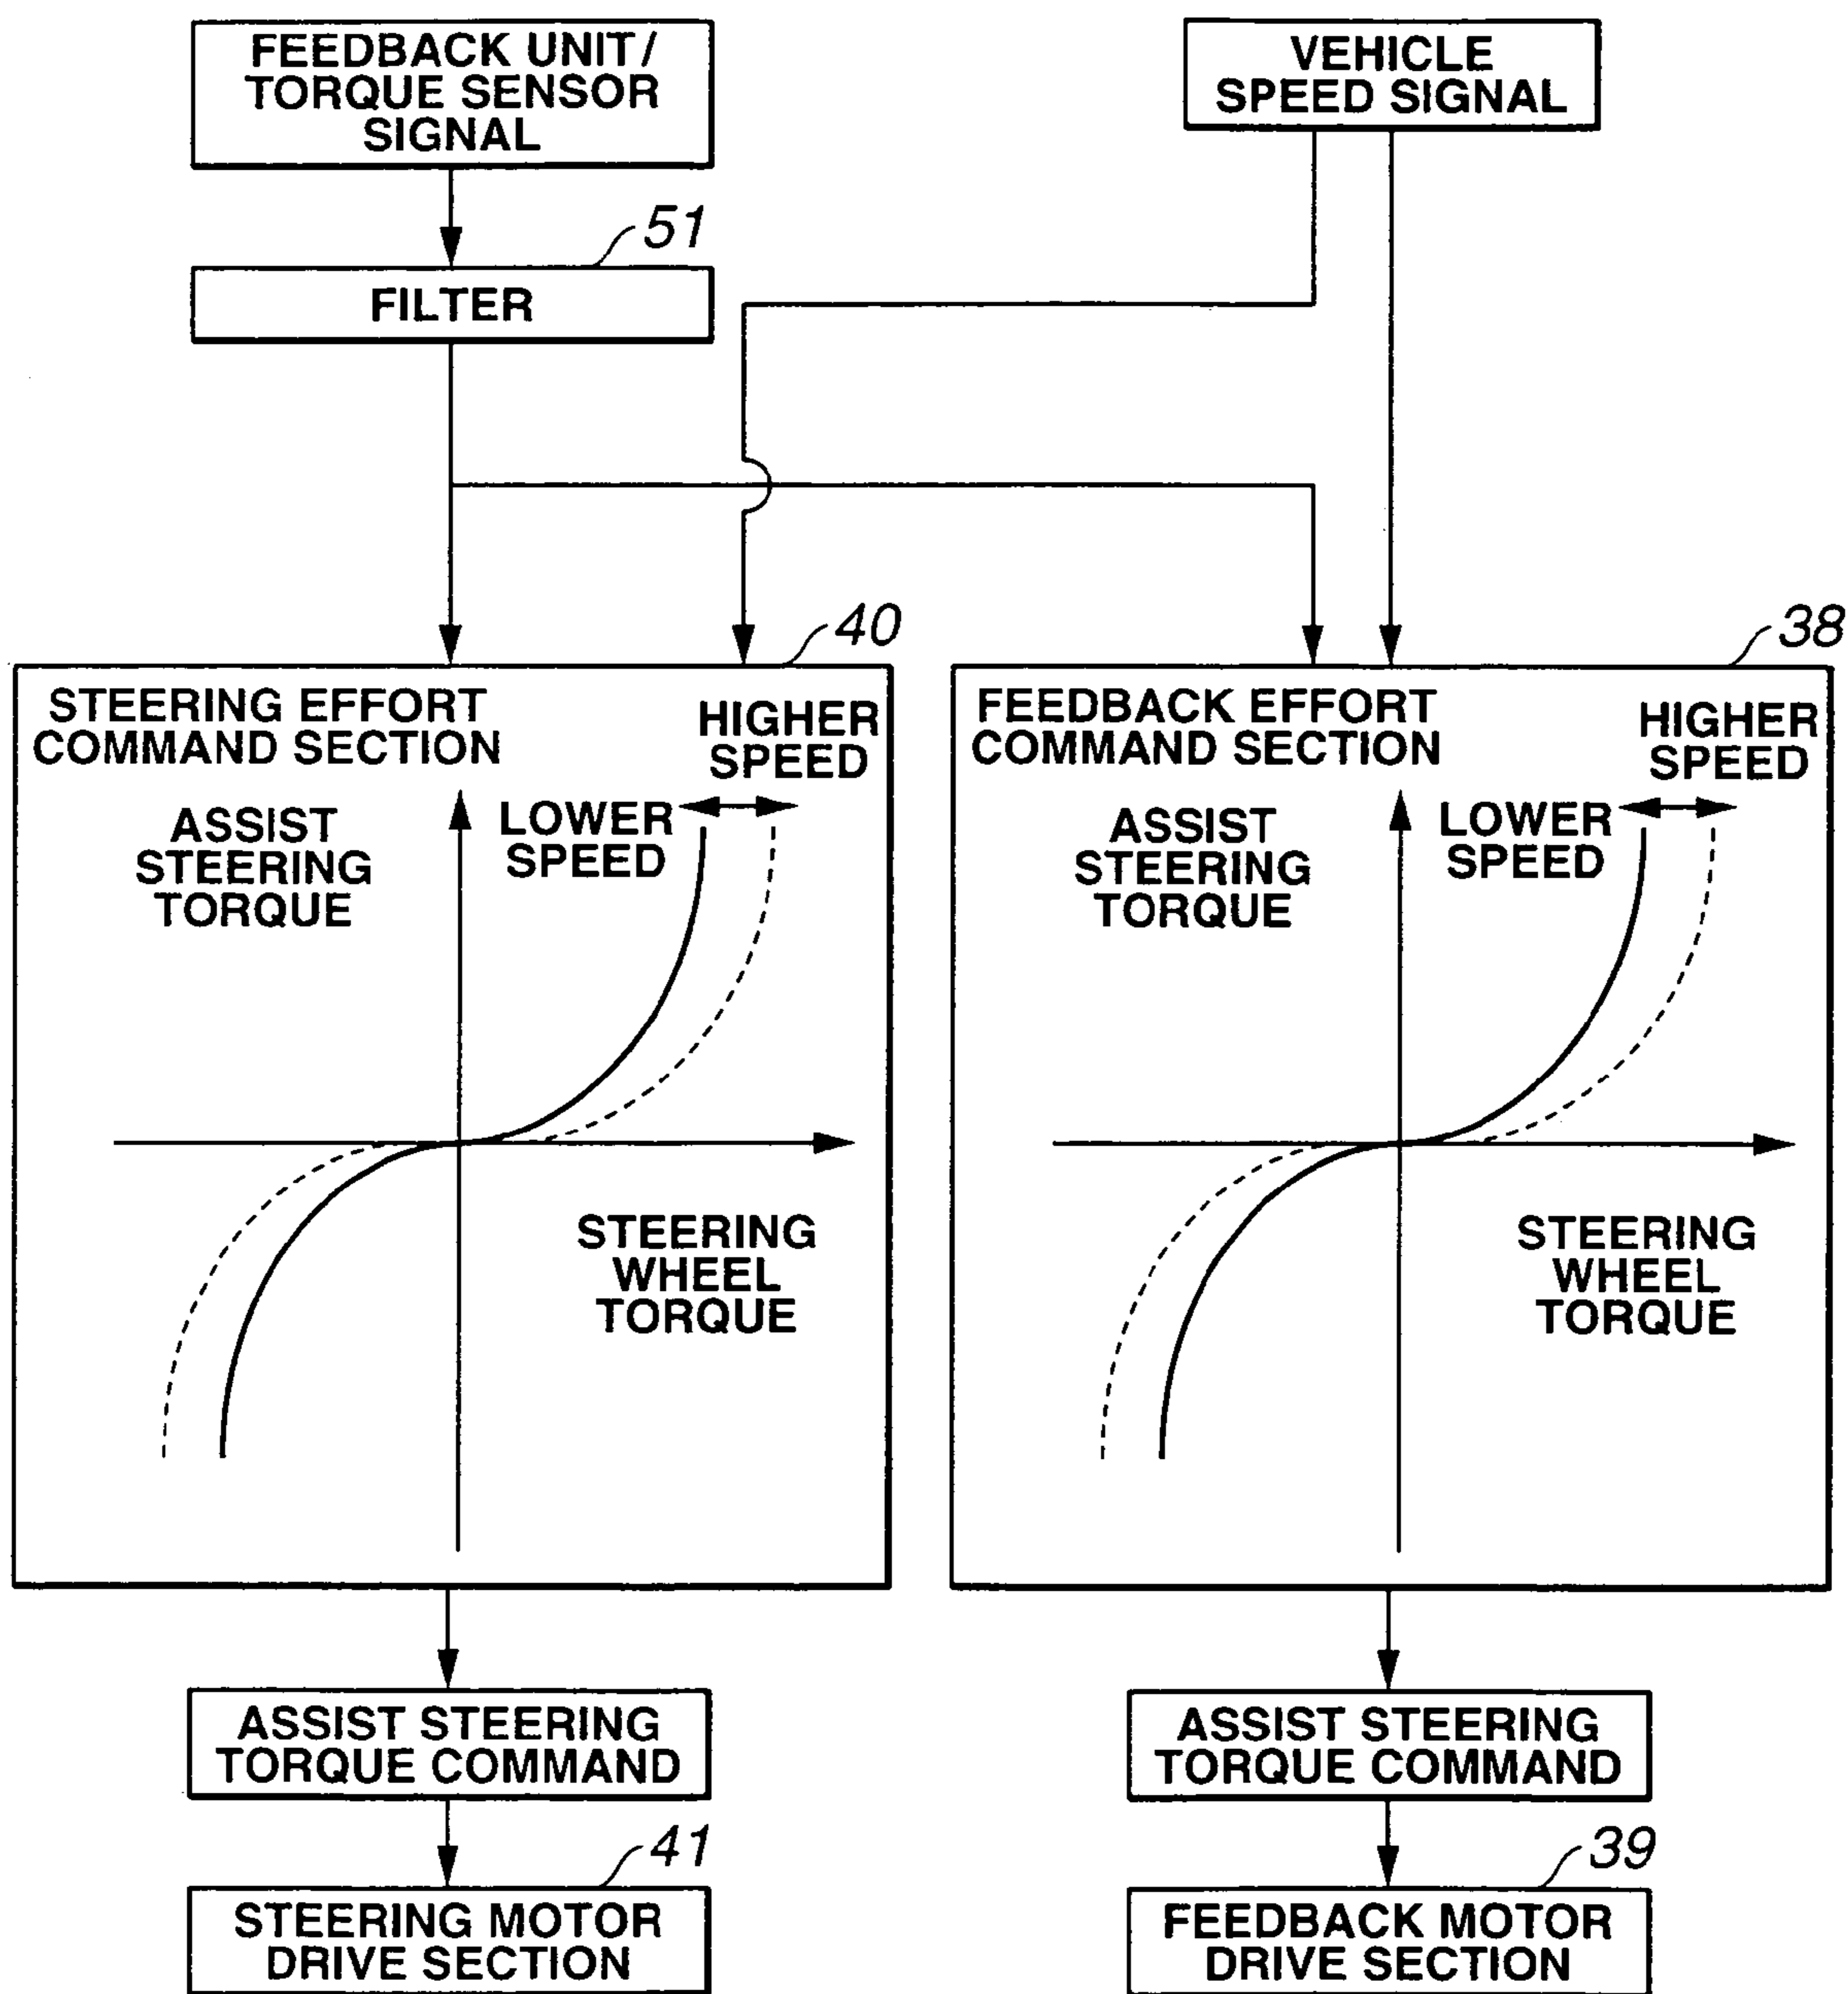 FEEDBACK UNIT/
TORQUE SENSOR
SIGNAL
VEHICLE
SPEED SIGNAL
51
FILTER
40
STEERING EFFORT
COMMAND SECTION
HIGHER
SPEED
LOWER
SPEED
ASSIST
STEERING
TORQUE
STEERING
WHEEL
TORQUE
38
FEEDBACK EFFORT
COMMAND SECTION
HIGHER
SPEED
LOWER
SPEED
ASSIST
STEERING
TORQUE
STEERING
WHEEL
TORQUE
ASSIST STEERING
TORQUE COMMAND
ASSIST STEERING
TORQUE COMMAND
41
STEERING MOTOR
DRIVE SECTION
39
FEEDBACK MOTOR
DRIVE SECTION